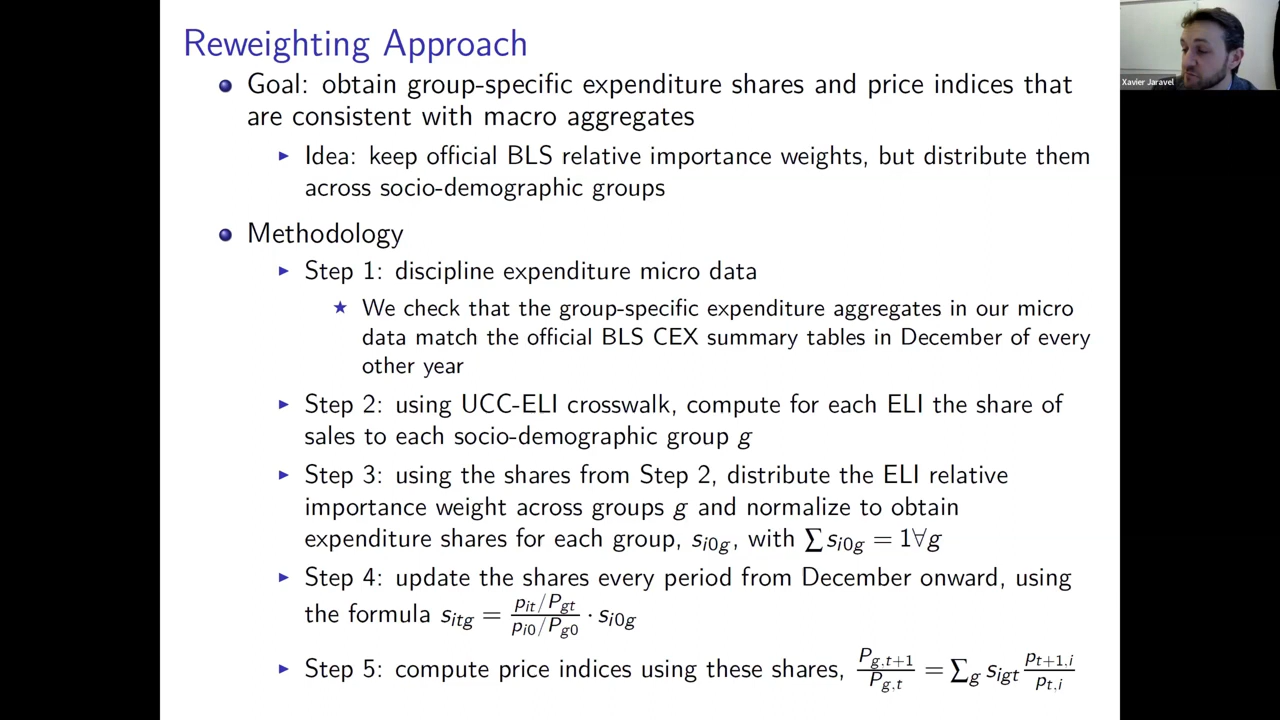 Reweighting Approach
Goal: obtain group-specific expenditure shares and price indices that
are consistent with macro aggregates
Idea: keep official BLS relative importance weights, but distribute them
across socio-demographic groups
Methodology
Step 1: discipline expenditure micro data
We check that the group-specific expenditure aggregates in our micro
data match the official BLS CEX summary tables in December of every
other year
Step 2: using UCC-ELI crosswalk, compute for each ELI the share of
sales to each socio-demographic group g
Step 3: using the shares from Step 2, distribute the ELI relative
importance weight across groups g and normalize to obtain
expenditure shares for each group, s_{i0g}, with ∑ s_{i0g} = 1∀g
Step 4: update the shares every period from December onward, using
the formula s_{itg} = \frac{p_{it}/P_{gt}}{p_{i0}/P_{g0}} · s_{i0g}
Step 5: compute price indices using these shares, \frac{P_{g,t+1}}{P_{g,t}} = ∑_g s_{igt} \frac{p_{t+1,i}}{p_{t,i}}
Xavier Jaravel